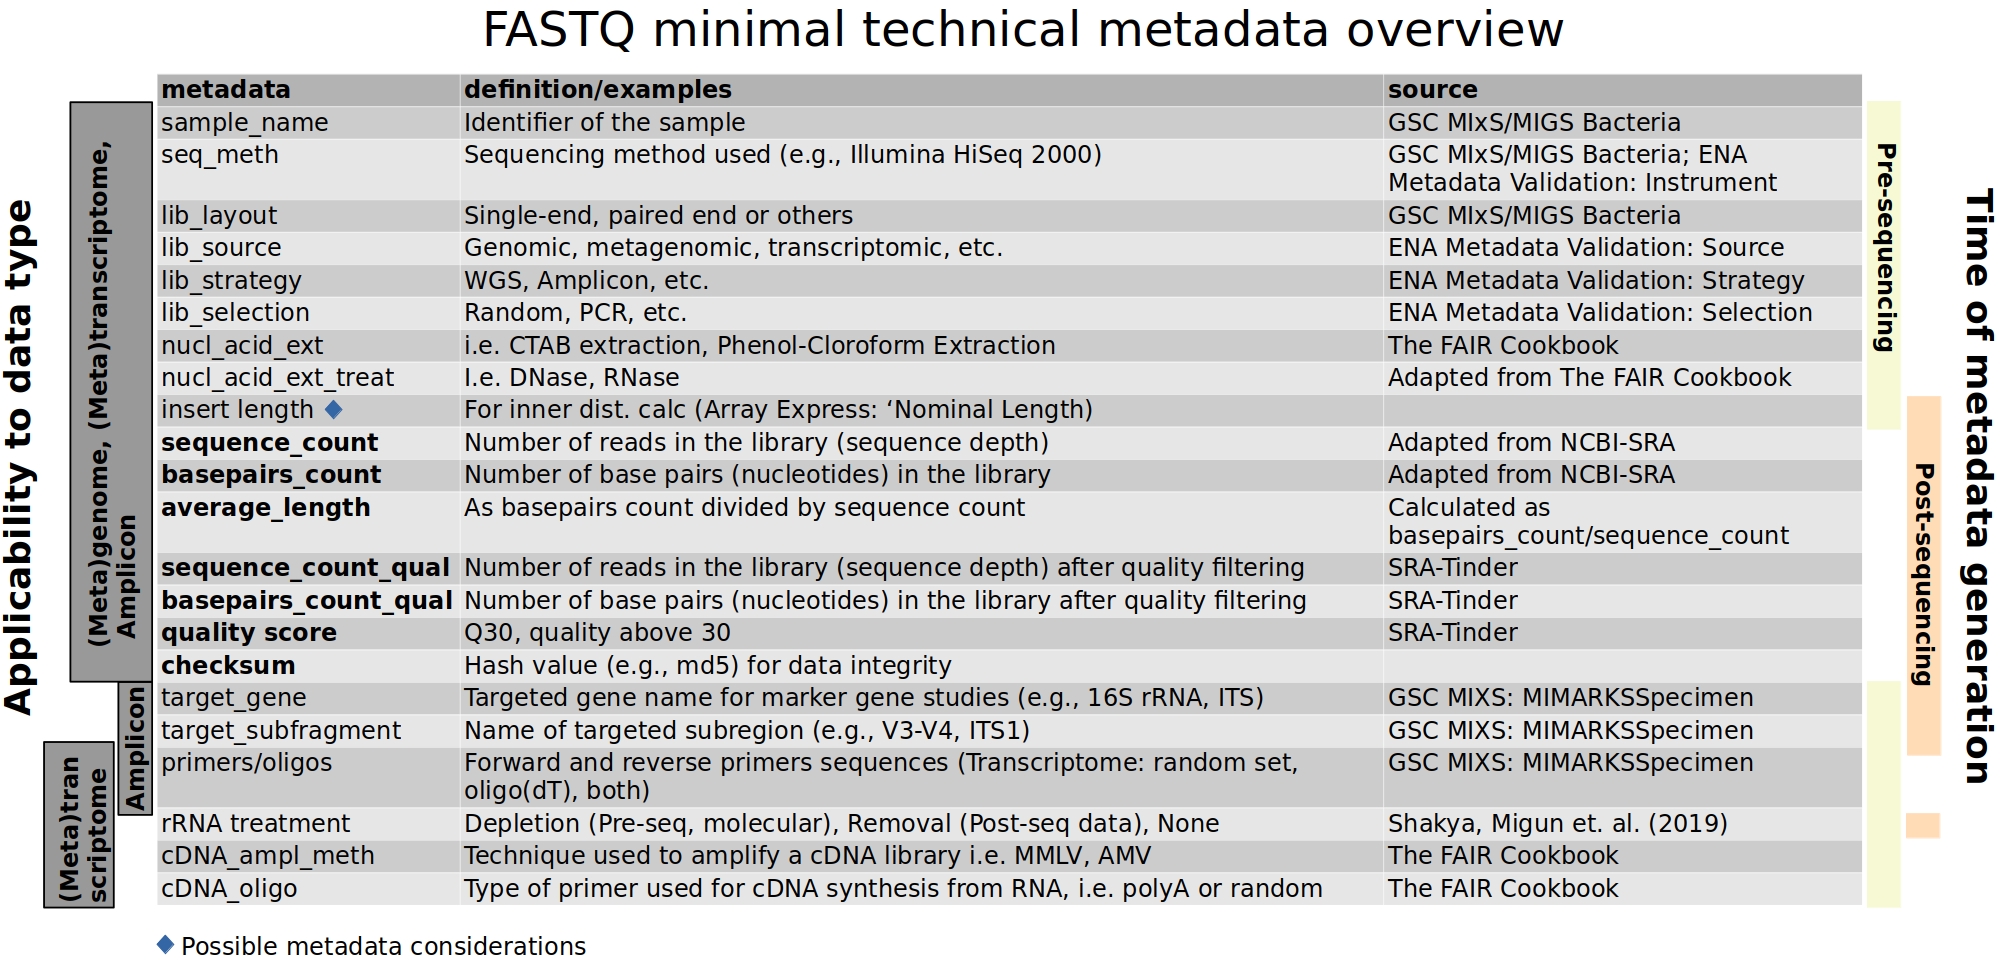 FASTQ minimal technical metadata overview
metadata definition/examples source
sample_name Identifier of the sample GSC MIxS/MIGS Bacteria
seq_meth Sequencing method used (e.g., Illumina HiSeq 2000) GSC MIxS/MIGS Bacteria; ENA
Metadata Validation: Instrument
lib_layout Single-end, paired end or others GSC MIxS/MIGS Bacteria
lib_source Genomic, metagenomic, transcriptomic, etc. ENA Metadata Validation: Source
lib_strategy WGS, Amplicon, etc. ENA Metadata Validation: Strategy
lib_selection Random, PCR, etc. ENA Metadata Validation: Selection
nucl_acid_ext i.e. CTAB extraction, Phenol-Cloroform Extraction The FAIR Cookbook
nucl_acid_ext_treat I.e. DNase, RNase Adapted from The FAIR Cookbook
insert length For inner dist. calc (Array Express: ‘Nominal Length)
sequence_count Number of reads in the library (sequence depth) Adapted from NCBI-SRA
basepairs_count Number of base pairs (nucleotides) in the library Adapted from NCBI-SRA
average_length As basepairs count divided by sequence count Calculated as
basepairs_count/sequence_count
sequence_count_qual Number of reads in the library (sequence depth) after quality filtering SRA-Tinder
basepairs_count_qual Number of base pairs (nucleotides) in the library after quality filtering SRA-Tinder
quality score Q30, quality above 30 SRA-Tinder
checksum Hash value (e.g., md5) for data integrity
target_gene Targeted gene name for marker gene studies (e.g., 16S rRNA, ITS) GSC MIXS: MIMARKSSpecimen
target_subfragment Name of targeted subregion (e.g., V3-V4, ITS1) GSC MIXS: MIMARKSSpecimen
primers/oligos Forward and reverse primers sequences (Transcriptome: random set, GSC MIXS: MIMARKSSpecimen
oligo(dT), both)
rRNA treatment Depletion (Pre-seq, molecular), Removal (Post-seq data), None Shakya, Migun et. al. (2019)
cDNA_ampl_meth Technique used to amplify a cDNA library i.e. MMLV, AMV The FAIR Cookbook
cDNA_oligo Type of primer used for cDNA synthesis from RNA, i.e. polyA or random The FAIR Cookbook
Possible metadata considerations
Applicability to data type
(Meta)genome, (Meta)transcriptome,
Amplicon
Amplicon
(Meta)tran
scriptome
Pre-sequencing
Post-sequencing
Time of metadata generation